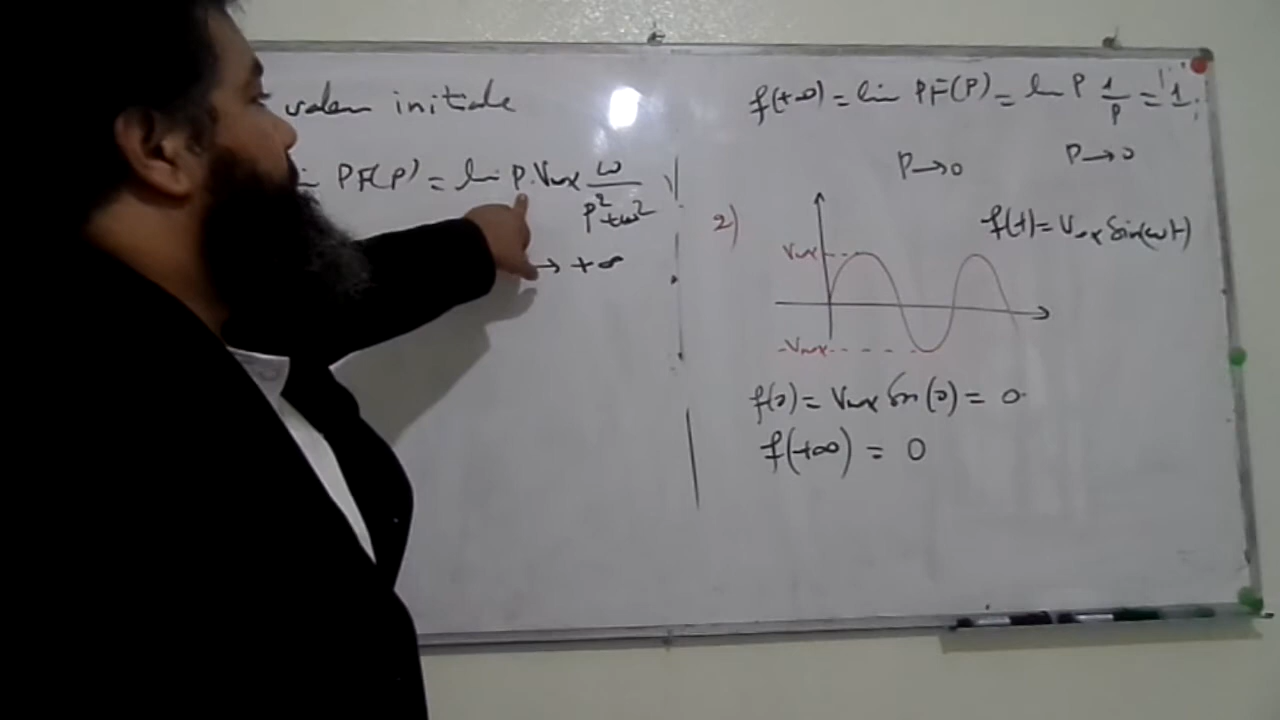 initiale
PF(P) = lim P.Vmax ω / (P² + ω²)
→ +∞
f(+∞) = lim PF(P) = lim P 1/P = 1
P→0 P→0
2)
f(t) = Vmax Sin(ωt)
Vmax
-Vmax
f(0) = Vmax Sin(0) = 0
f(+∞) = 0